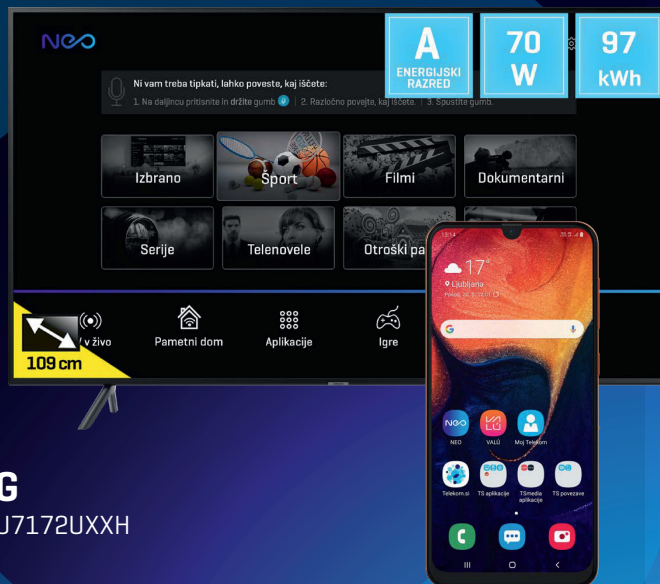 NEO
A
ENERGIJSKI
RAZRED
70
W
97
kWh
Ni vam treba tipkati, lahko poveste, kaj iščete:
1. Na daljincu pritisnite in držite gumb | 2. Razločno povejte, kaj iščete. | 3. Spustite gumb.
Izbrano
Šport
Filmi
Dokumentarni
Serije
Telenovele
Otroški pa
v živo
Pametni dom
Aplikacije
Igre
109 cm
13:14
17°
Ljubljana
G
NEO
VALÚ
Moj Telekom
Telekom.si
TS aplikacije
TSmedia
aplikacije
TS povezave
G
J7172UXXH